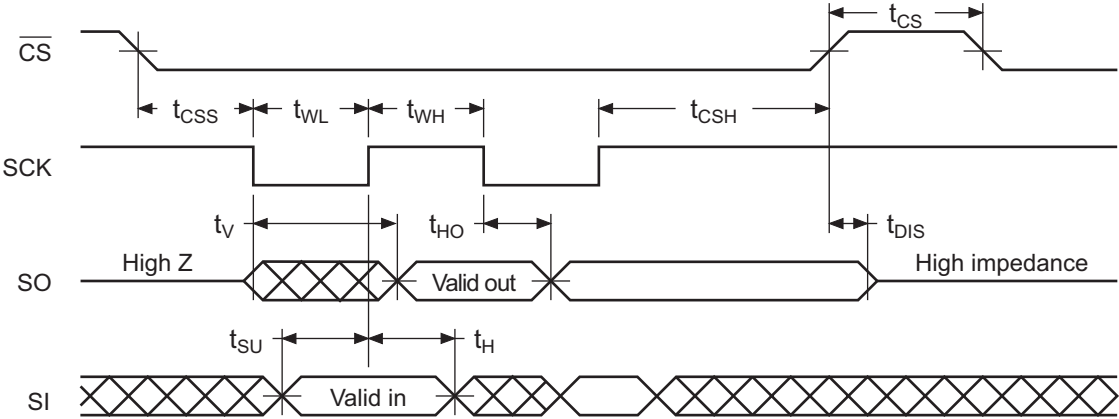 tCS
CS
tCSS tWL tWH tCSH
SCK
tV tHO tDIS
High Z High impedance
SO Valid out
tSU tH
SI Valid in